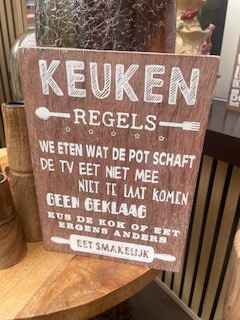 KEUKEN
REGELS
WE ETEN WAT DE POT SCHAFT
DE TV EET NIET MEE
NIET TE LAAT KOMEN
GEEN GEKLAAG
KUS DE KOK OF EET
ERGENS ANDERS
EET SMAKELIJK